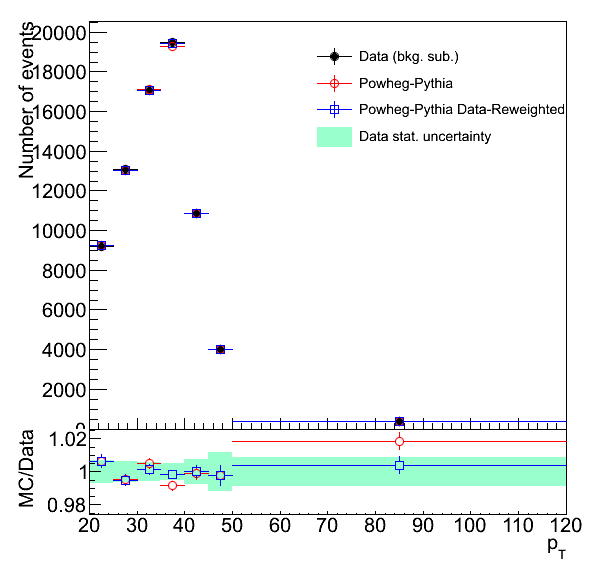 Number of events
20000
18000
16000
14000
12000
10000
8000
6000
4000
2000
0
Data (bkg. sub.)
Powheg-Pythia
Powheg-Pythia Data-Reweighted
Data stat. uncertainty
MC/Data
1.02
1
0.98
20 30 40 50 60 70 80 90 100 110 120
pT